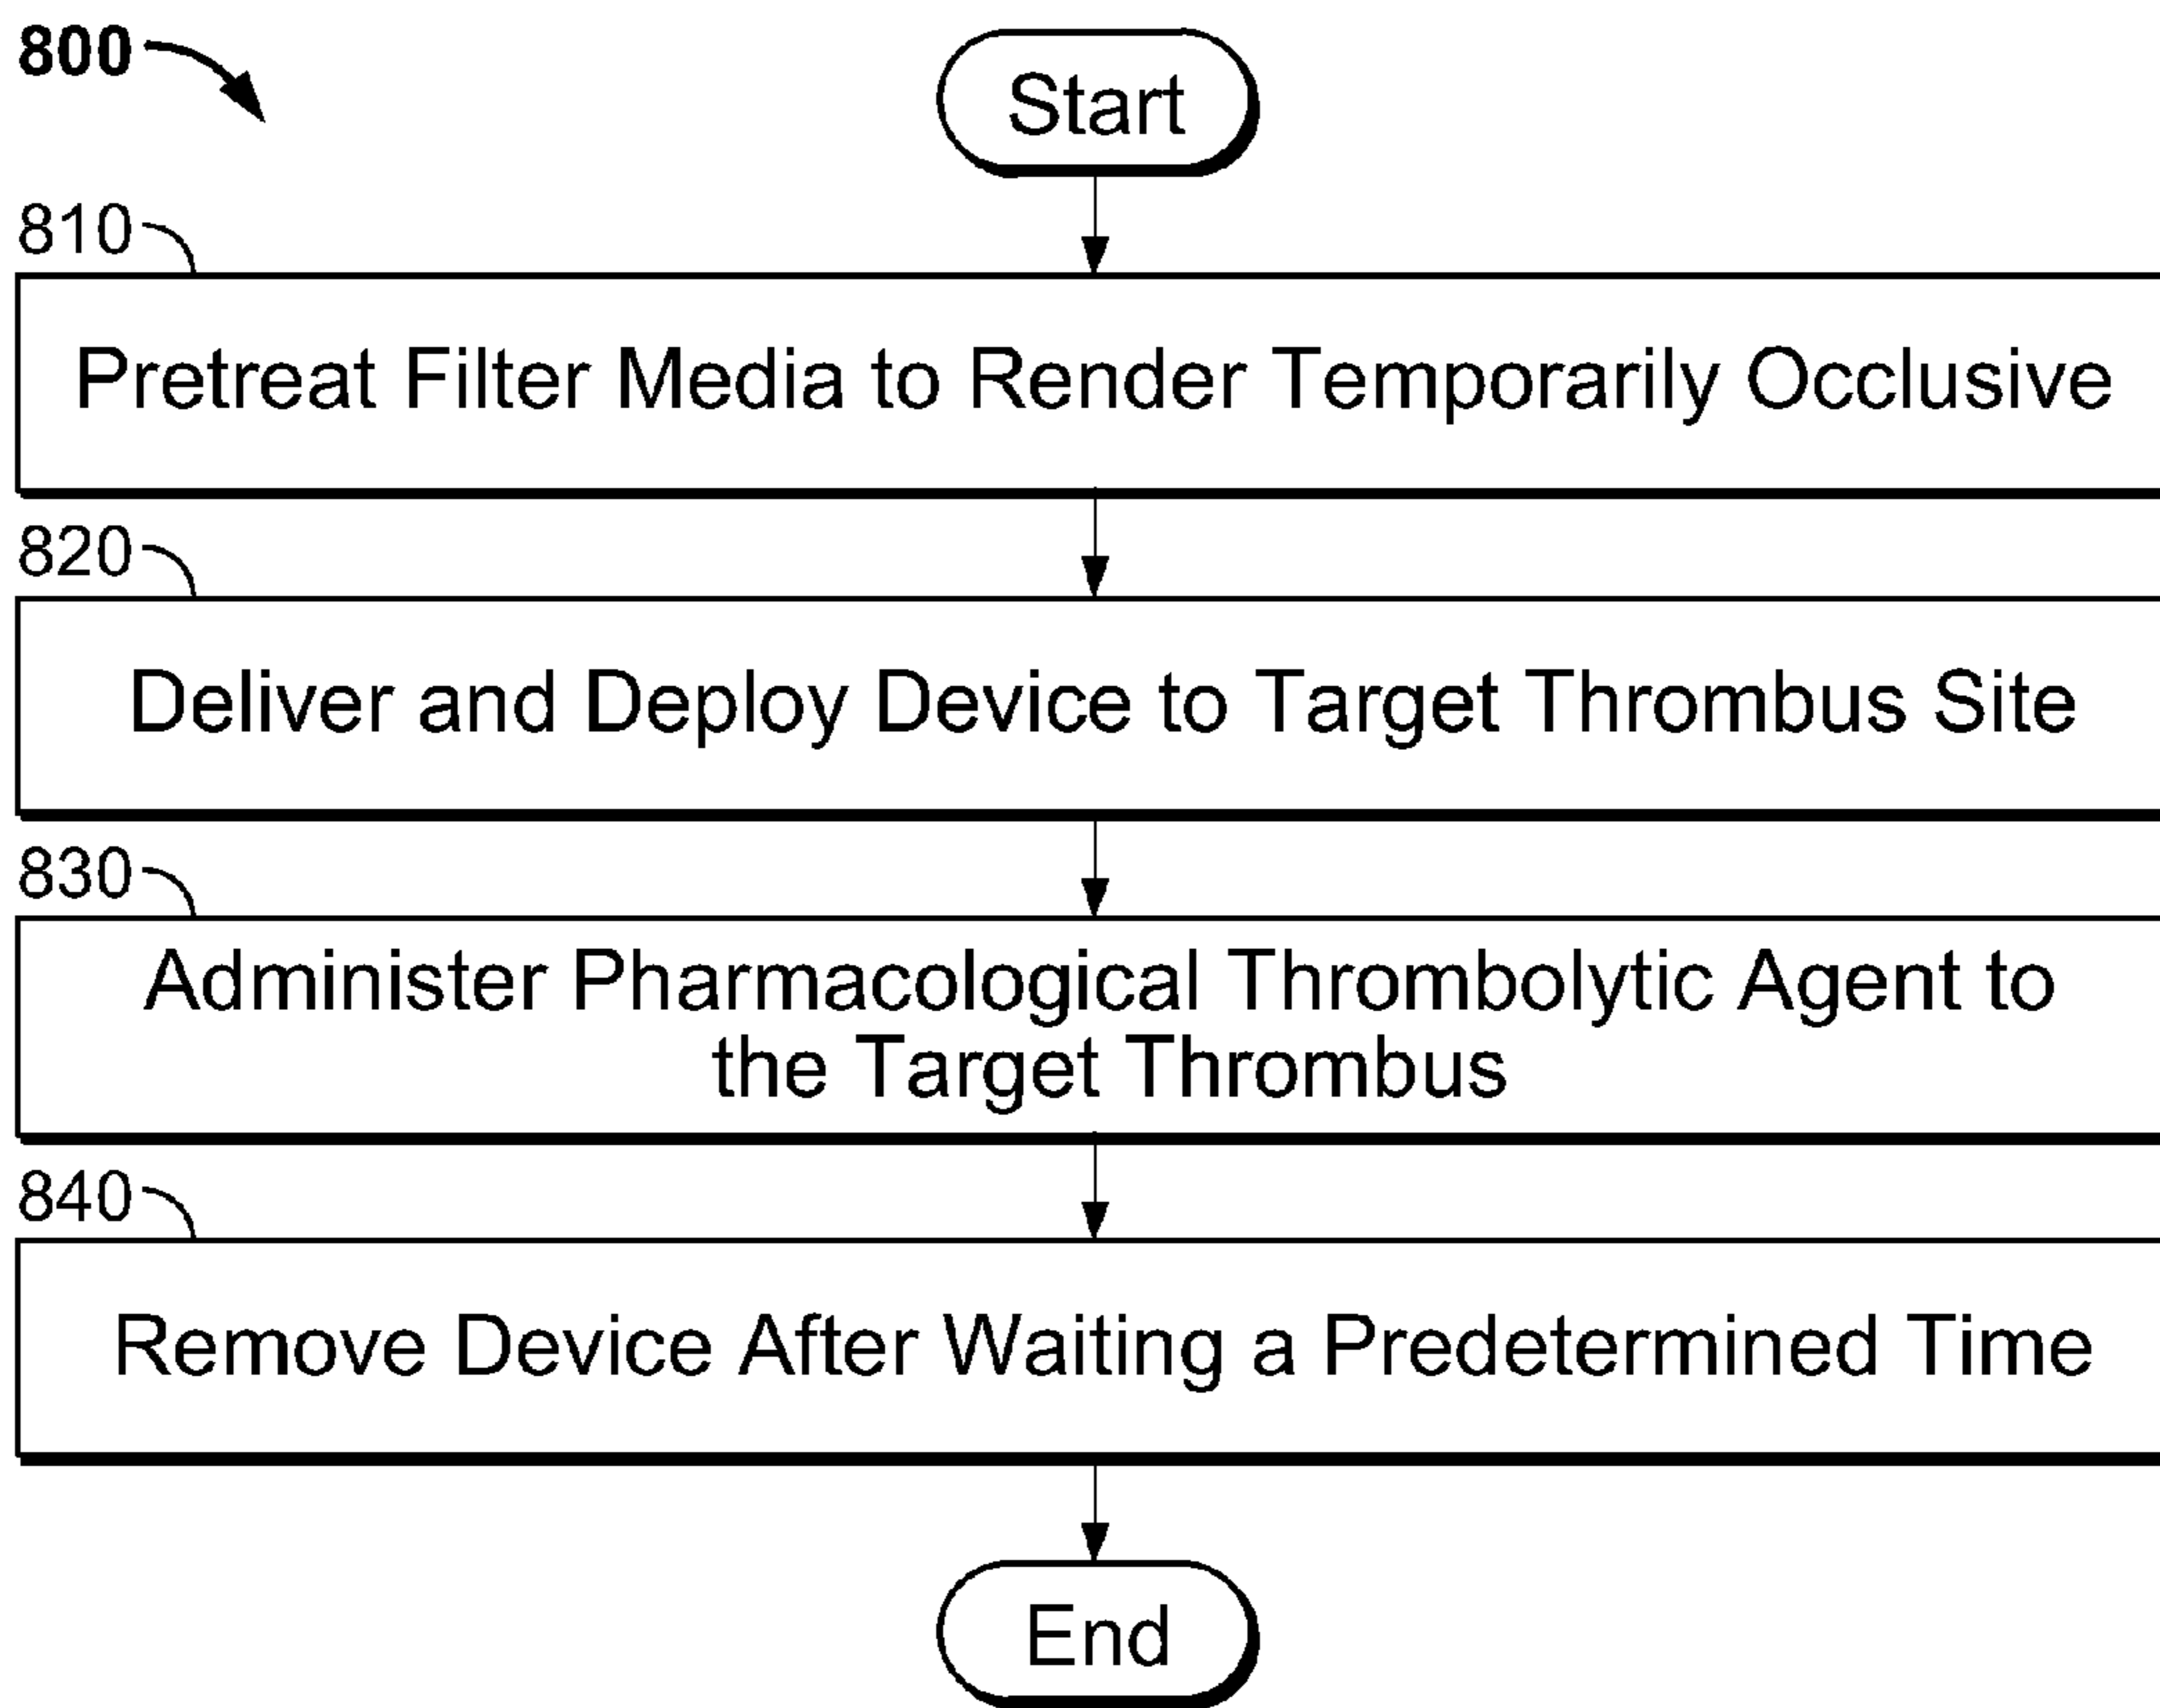 800
Start
810
Pretreat Filter Media to Render Temporarily Occlusive
820
Deliver and Deploy Device to Target Thrombus Site
830
Administer Pharmacological Thrombolytic Agent to
the Target Thrombus
840
Remove Device After Waiting a Predetermined Time
End